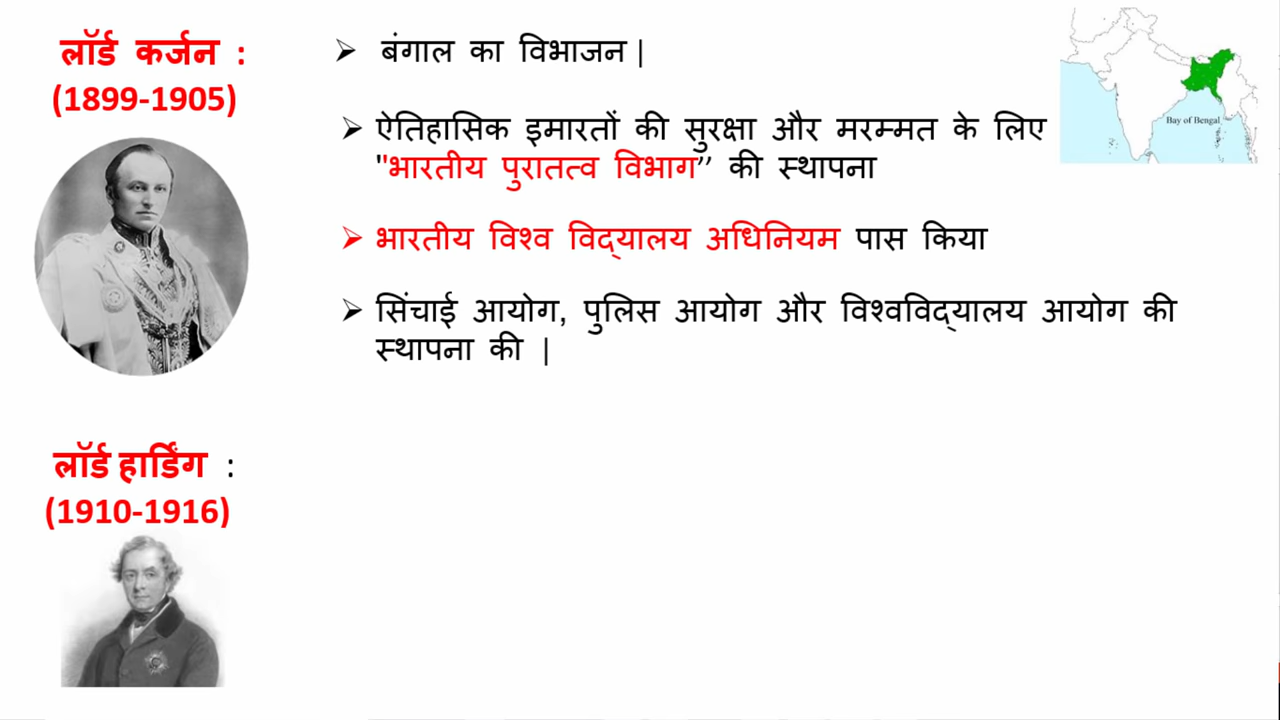 लॉर्ड कर्जन :
(1899-1905)
➢ बंगाल का विभाजन |
➢ ऐतिहासिक इमारतों की सुरक्षा और मरम्मत के लिए
"भारतीय पुरातत्व विभाग” की स्थापना
➢ भारतीय विश्व विद्यालय अधिनियम पास किया
➢ सिंचाई आयोग, पुलिस आयोग और विश्वविद्यालय आयोग की
स्थापना की |
Bay of Bengal
लॉर्ड हार्डिंग :
(1910-1916)